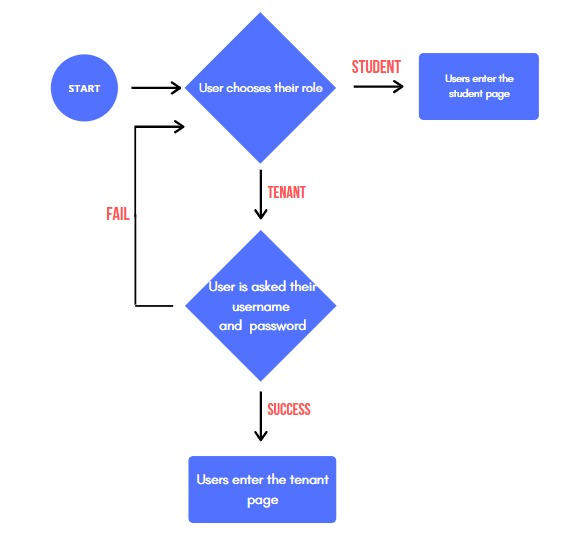 START
User chooses their role
STUDENT
Users enter the
student page
TENANT
FAIL
User is asked their
username
and password
SUCCESS
Users enter the tenant
page